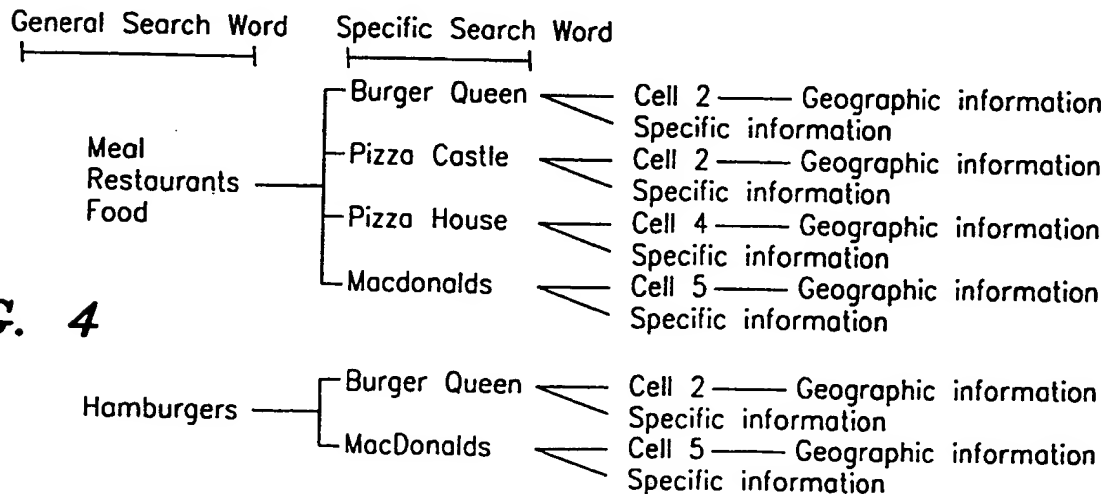 General Search Word Specific Search Word
Burger Queen Cell 2 Geographic information
Specific information
Meal
Restaurants
Food
Pizza Castle Cell 2 Geographic information
Specific information
Pizza House Cell 4 Geographic information
Specific information
Macdonalds Cell 5 Geographic information
Specific information
G. 4
Hamburgers
Burger Queen Cell 2 Geographic information
Specific information
MacDonalds Cell 5 Geographic information
Specific information